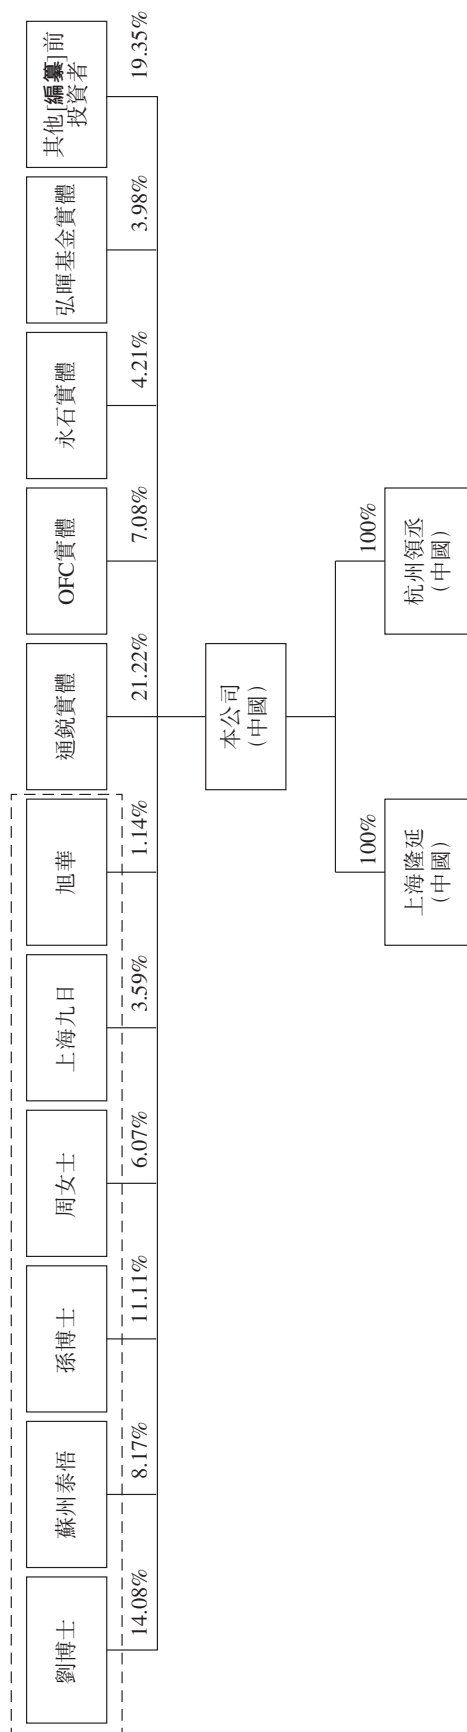 劉博士
蘇州泰悟
孫博士
周女士
上海九日
旭華
通銳實體
OFC實體
永石實體
弘暉基金實體
其他[編纂]前
投資者
14.08%
8.17%
11.11%
6.07%
3.59%
1.14%
21.22%
7.08%
4.21%
3.98%
19.35%
本公司
(中國)
100%
100%
上海隆延
(中國)
杭州領丞
(中國)